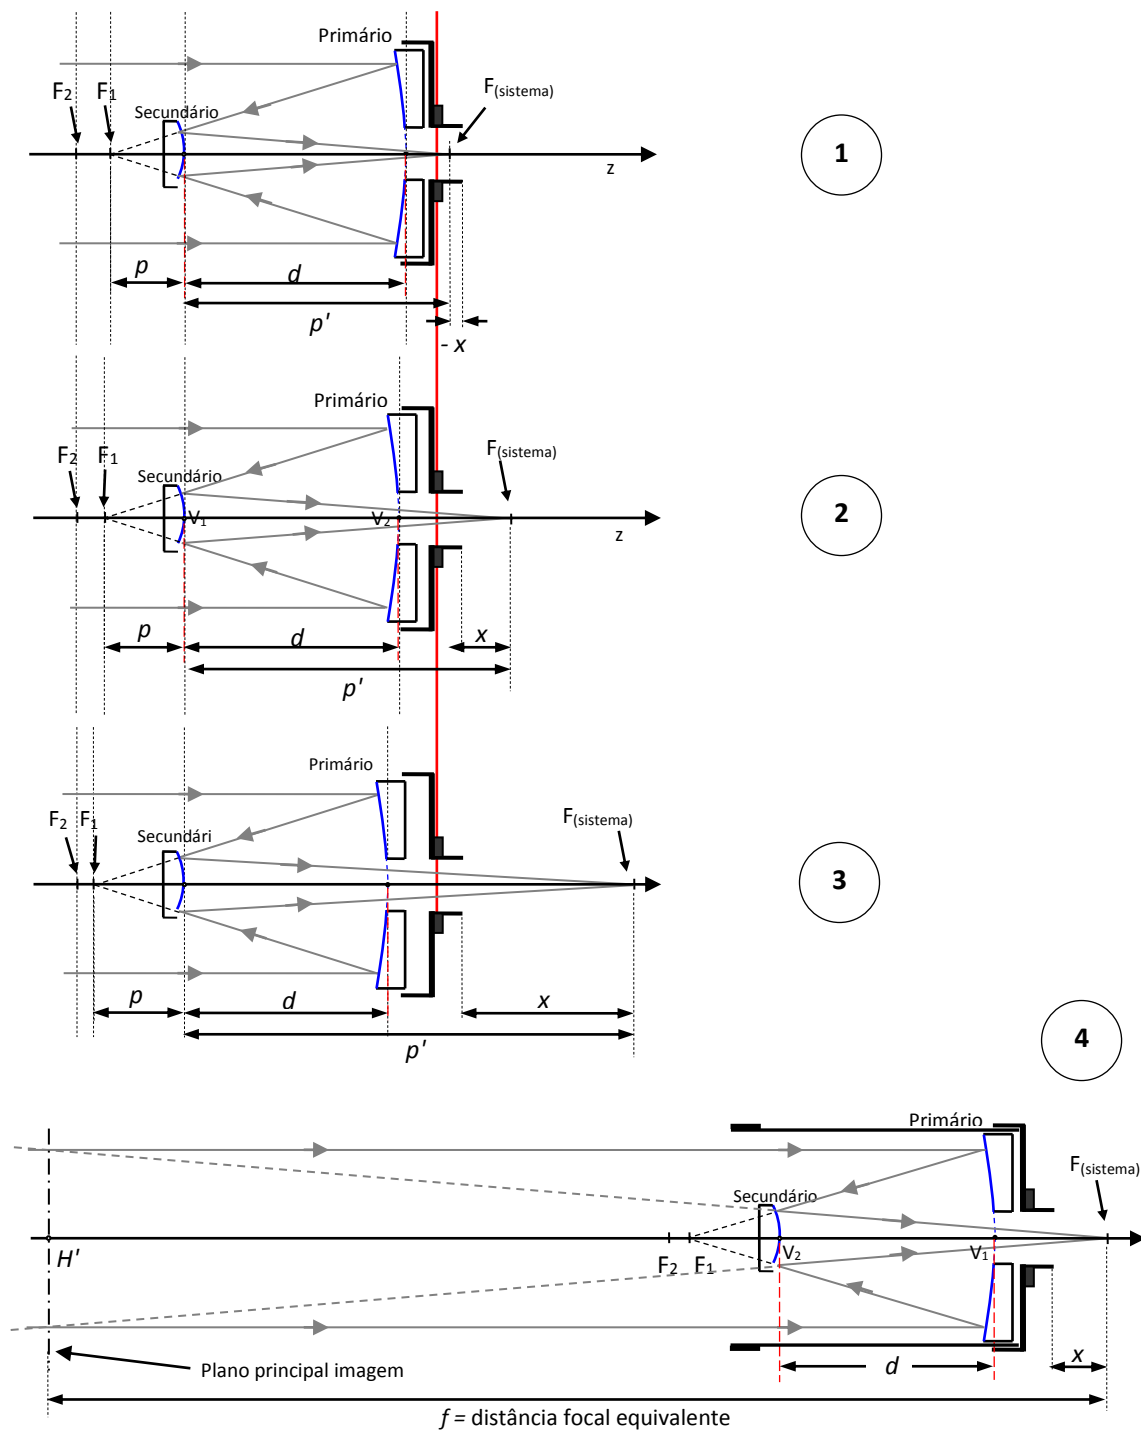 Primário
F2 F1
Secundário
F(sistema)
z
1
p
d
p'
- x
Primário
F2 F1
Secundário
F(sistema)
V1
V2
z
2
p
d
x
p'
Primário
F2 F1
Secundári
F(sistema)
3
p
d
x
p'
4
Primário
F(sistema)
Secundário
H'
F2 F1
V2
V1
Plano principal imagem
d
x
f = distância focal equivalente